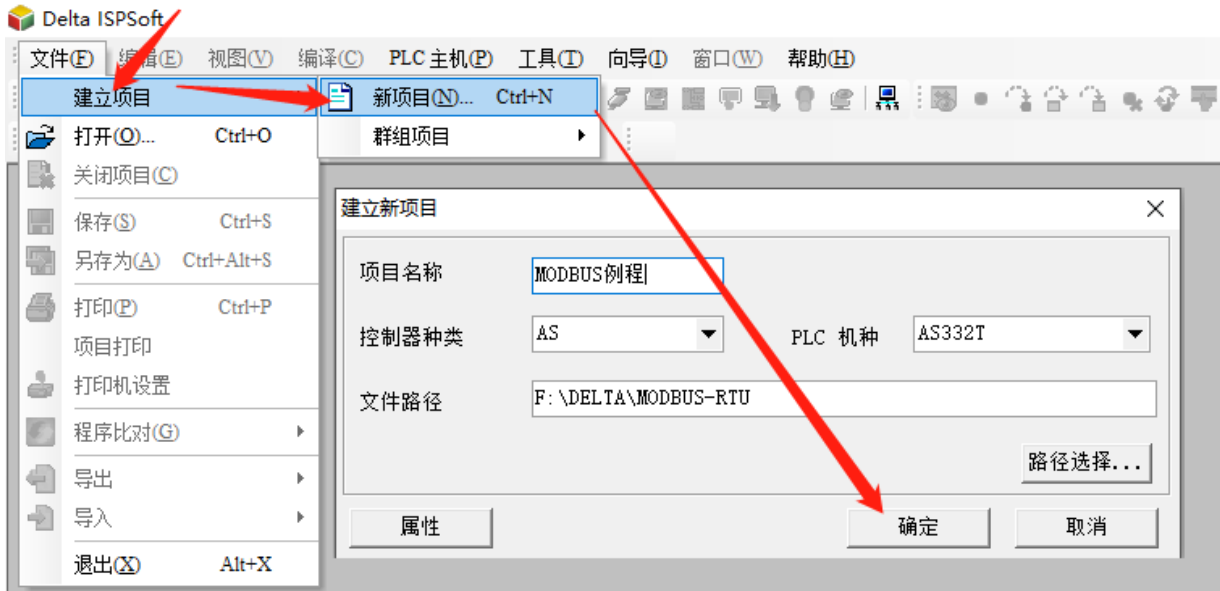 Delta ISPSoft
文件(F) 编辑(E) 视图(V) 编译(C) PLC 主机(P) 工具(T) 向导(I) 窗口(W) 帮助(H)
建立项目
新项目(N)... Ctrl+N
打开(O)... Ctrl+O
群组项目
关闭项目(C)
保存(S) Ctrl+S
另存为(A) Ctrl+Alt+S
打印(P) Ctrl+P
项目打印
打印机设置
程序比对(G)
导出
导入
退出(X) Alt+X
建立新项目
项目名称 MODBUS例程
控制器种类 AS PLC 机种 AS332T
文件路径 F:\DELTA\MODBUS-RTU
路径选择...
属性 确定 取消